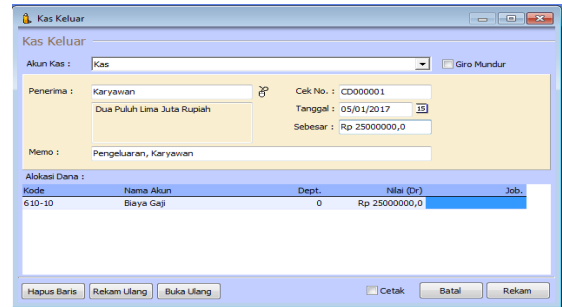 Kas Keluar
Kas Keluar
Akun Kas : Kas Giro Mundur
Penerima : Karyawan Cek No. : CD000001
Dua Puluh Lima Juta Rupiah Tanggal : 05/01/2017 15
Sebesar : Rp 25000000,0
Memo : Pengeluaran, Karyawan
Alokasi Dana :
Kode Nama Akun Dept. Nilai (Dr) Job.
610-10 Biaya Gaji 0 Rp 25000000,0
Hapus Baris Rekam Ulang Buka Ulang Cetak Batal Rekam